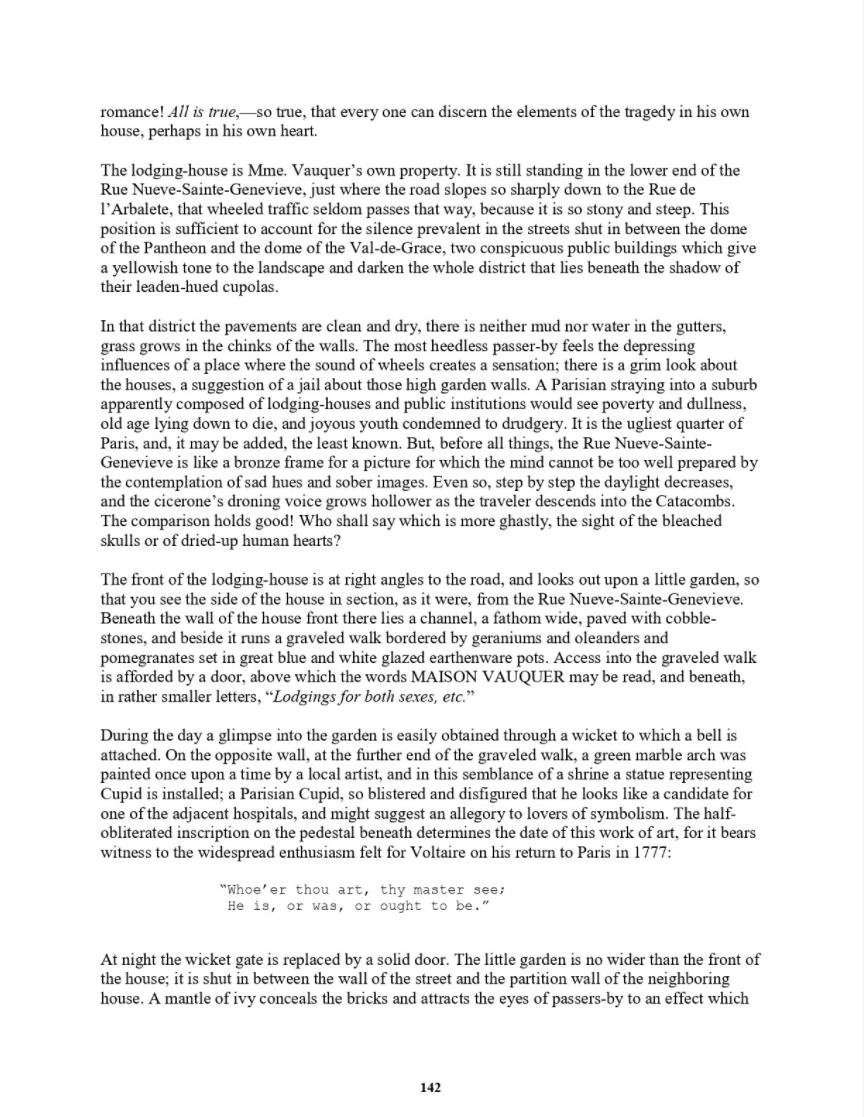 romance! All is true,—so true, that every one can discern the elements of the tragedy in his own
house, perhaps in his own heart.
The lodging-house is Mme. Vauquer’s own property. It is still standing in the lower end of the
Rue Nueve-Sainte-Genevieve, just where the road slopes so sharply down to the Rue de
l’Arbalete, that wheeled traffic seldom passes that way, because it is so stony and steep. This
position is sufficient to account for the silence prevalent in the streets shut in between the dome
of the Pantheon and the dome of the Val-de-Grace, two conspicuous public buildings which give
a yellowish tone to the landscape and darken the whole district that lies beneath the shadow of
their leaden-hued cupolas.
In that district the pavements are clean and dry, there is neither mud nor water in the gutters,
grass grows in the chinks of the walls. The most heedless passer-by feels the depressing
influences of a place where the sound of wheels creates a sensation; there is a grim look about
the houses, a suggestion of a jail about those high garden walls. A Parisian straying into a suburb
apparently composed of lodging-houses and public institutions would see poverty and dullness,
old age lying down to die, and joyous youth condemned to drudgery. It is the ugliest quarter of
Paris, and, it may be added, the least known. But, before all things, the Rue Nueve-Sainte-
Genevieve is like a bronze frame for a picture for which the mind cannot be too well prepared by
the contemplation of sad hues and sober images. Even so, step by step the daylight decreases,
and the cicerone’s droning voice grows hollower as the traveler descends into the Catacombs.
The comparison holds good! Who shall say which is more ghastly, the sight of the bleached
skulls or of dried-up human hearts?
The front of the lodging-house is at right angles to the road, and looks out upon a little garden, so
that you see the side of the house in section, as it were, from the Rue Nueve-Sainte-Genevieve.
Beneath the wall of the house front there lies a channel, a fathom wide, paved with cobble-
stones, and beside it runs a graveled walk bordered by geraniums and oleanders and
pomegranates set in great blue and white glazed earthenware pots. Access into the graveled walk
is afforded by a door, above which the words MAISON VAUQUER may be read, and beneath,
in rather smaller letters, “Lodgings for both sexes, etc.”
During the day a glimpse into the garden is easily obtained through a wicket to which a bell is
attached. On the opposite wall, at the further end of the graveled walk, a green marble arch was
painted once upon a time by a local artist, and in this semblance of a shrine a statue representing
Cupid is installed; a Parisian Cupid, so blistered and disfigured that he looks like a candidate for
one of the adjacent hospitals, and might suggest an allegory to lovers of symbolism. The half-
obliterated inscription on the pedestal beneath determines the date of this work of art, for it bears
witness to the widespread enthusiasm felt for Voltaire on his return to Paris in 1777:
“Whoe’er thou art, thy master see;
He is, or was, or ought to be.”
At night the wicket gate is replaced by a solid door. The little garden is no wider than the front of
the house; it is shut in between the wall of the street and the partition wall of the neighboring
house. A mantle of ivy conceals the bricks and attracts the eyes of passers-by to an effect which
142